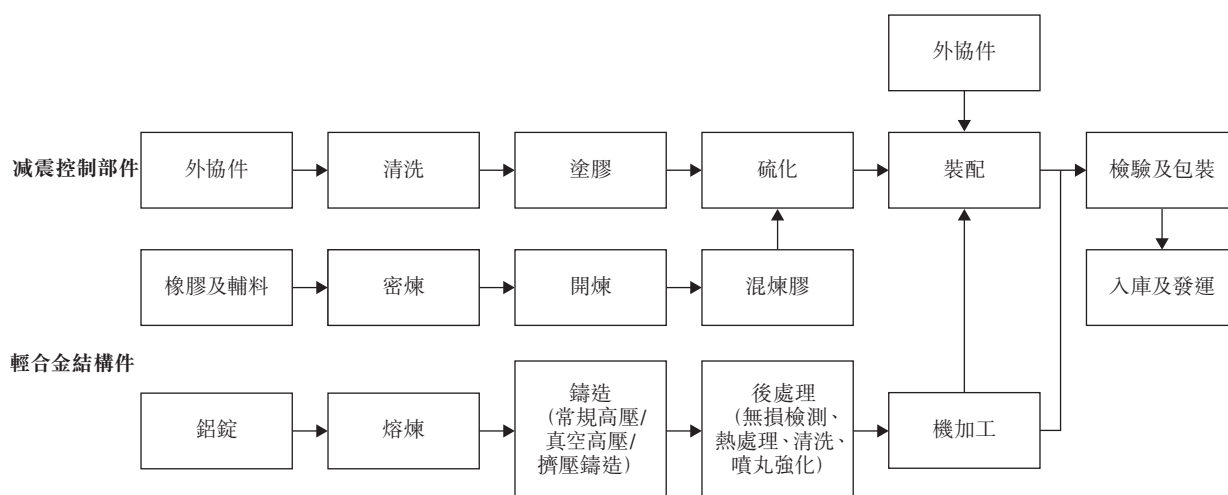 外協件
减震控制部件
外協件
清洗
塗膠
硫化
裝配
檢驗及包裝
橡膠及輔料
密煉
開煉
混煉膠
入庫及發運
輕合金結構件
鋁錠
熔煉
鑄造
(常規高壓/
真空高壓/
擠壓鑄造)
後處理
(無損檢測、
熱處理、清洗、
噴丸強化)
機加工